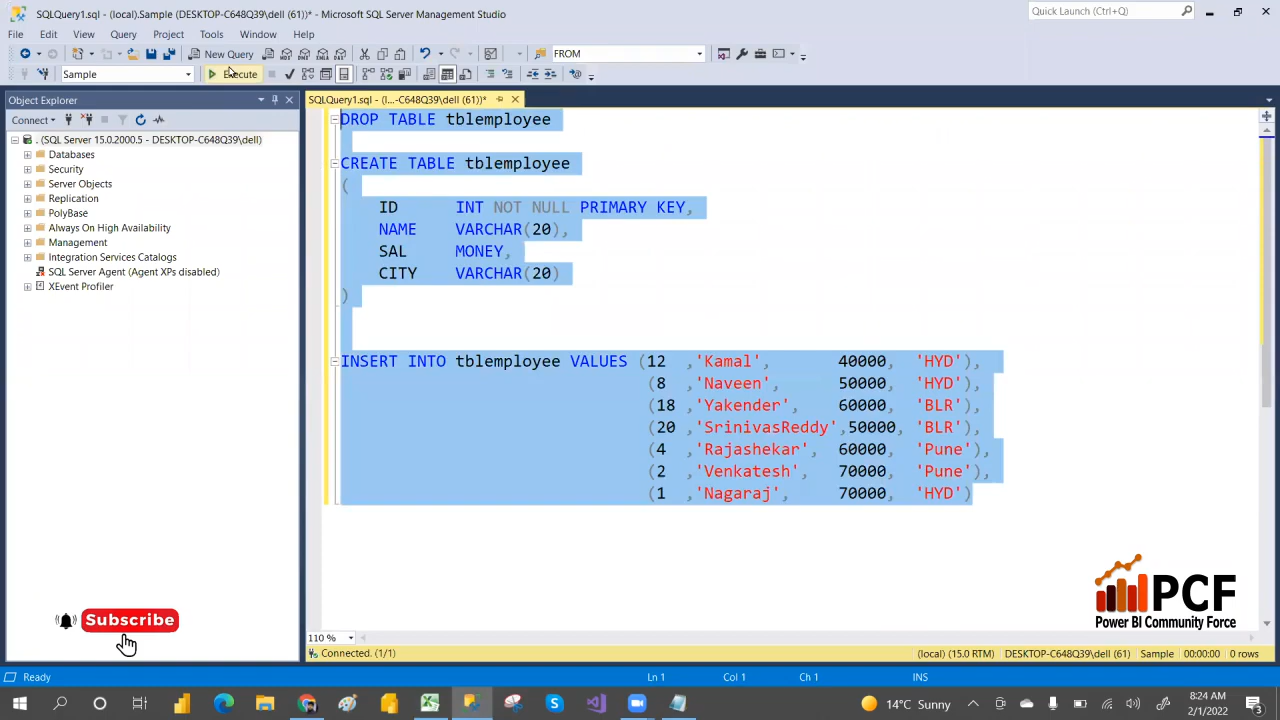 SQLQuery1.sql - (local).Sample (DESKTOP-C648Q39\dell (61))* - Microsoft SQL Server Management Studio
Quick Launch (Ctrl+Q)
File Edit View Query Project Tools Window Help
New Query
FROM
Sample
Execute
Object Explorer
SQLQuery1.sql - (l...-C648Q39\dell (61))*
Connect
. (SQL Server 15.0.2000.5 - DESKTOP-C648Q39\dell)
Databases
Security
Server Objects
Replication
PolyBase
Always On High Availability
Management
Integration Services Catalogs
SQL Server Agent (Agent XPs disabled)
XEvent Profiler
DROP TABLE tblemployee
CREATE TABLE tblemployee
(
ID INT NOT NULL PRIMARY KEY,
NAME VARCHAR(20),
SAL MONEY,
CITY VARCHAR(20)
)
INSERT INTO tblemployee VALUES (12 ,'Kamal', 40000, 'HYD'),
(8 ,'Naveen', 50000, 'HYD'),
(18 ,'Yakender', 60000, 'BLR'),
(20 ,'SrinivasReddy',50000, 'BLR'),
(4 ,'Rajashekar', 60000, 'Pune'),
(2 ,'Venkatesh', 70000, 'Pune'),
(1 ,'Nagaraj', 70000, 'HYD')
Subscribe
PCF
Power BI Community Force
110 %
Connected. (1/1)
(local) (15.0 RTM) DESKTOP-C648Q39\dell (61) Sample 00:00:00 0 rows
Ready
Ln 1 Col 1 Ch 1 INS
14°C Sunny
8:24 AM
2/1/2022
3